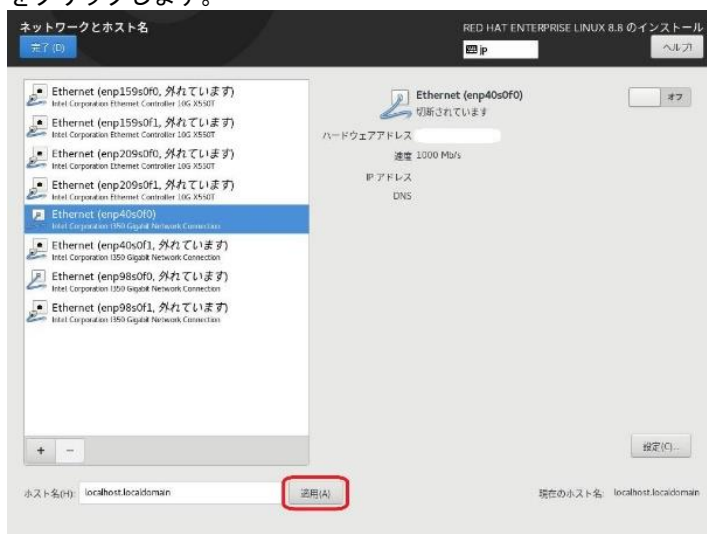 をクリックします。
ネットワークとホスト名
RED HAT ENTERPRISE LINUX 8.8 のインストール
完了(D)
jp
ヘルプ!
Ethernet (enp159s0f0, 外れています)
Intel Corporation Ethernet Controller 10G X550T
Ethernet (enp159s0f1, 外れています)
Intel Corporation Ethernet Controller 10G X550T
Ethernet (enp209s0f0, 外れています)
Intel Corporation Ethernet Controller 10G X550T
Ethernet (enp209s0f1, 外れています)
Intel Corporation Ethernet Controller 10G X550T
Ethernet (enp40s0f0)
Intel Corporation I350 Gigabit Network Connection
Ethernet (enp40s0f1, 外れています)
Intel Corporation I350 Gigabit Network Connection
Ethernet (enp98s0f0, 外れています)
Intel Corporation I350 Gigabit Network Connection
Ethernet (enp98s0f1, 外れています)
Intel Corporation I350 Gigabit Network Connection
Ethernet (enp40s0f0)
切断されています
オフ
ハードウェアアドレス
速度 1000 Mb/s
IP アドレス
DNS
+ −
設定(C)...
ホスト名(H): localhost.localdomain
適用(A)
現在のホスト名: localhost.localdomain